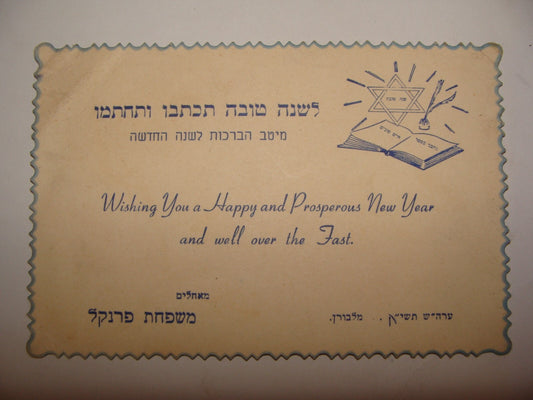 לשנה טובה תכתבו ותחתמו
מיטב הברכות לשנה החדשה
Wishing You a Happy and Prosperous New Year
and well over the Fast.
מאחלים
משפחת פרנקל
ערה״ש תשי״א . . מלבורן.